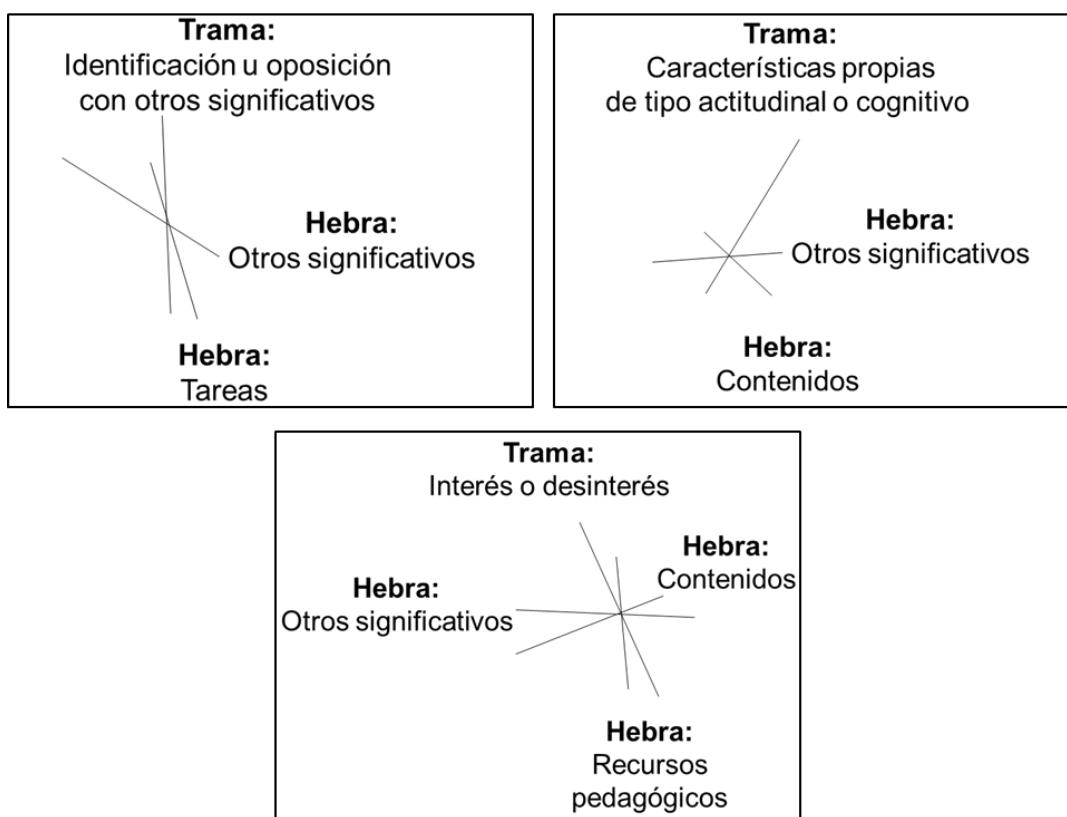 Trama:
Identificación u oposición
con otros significativos
Hebra:
Otros significativos
Hebra:
Tareas
Trama:
Características propias
de tipo actitudinal o cognitivo
Hebra:
Otros significativos
Hebra:
Contenidos
Trama:
Interés o desinterés
Hebra:
Contenidos
Hebra:
Otros significativos
Hebra:
Recursos
pedagógicos